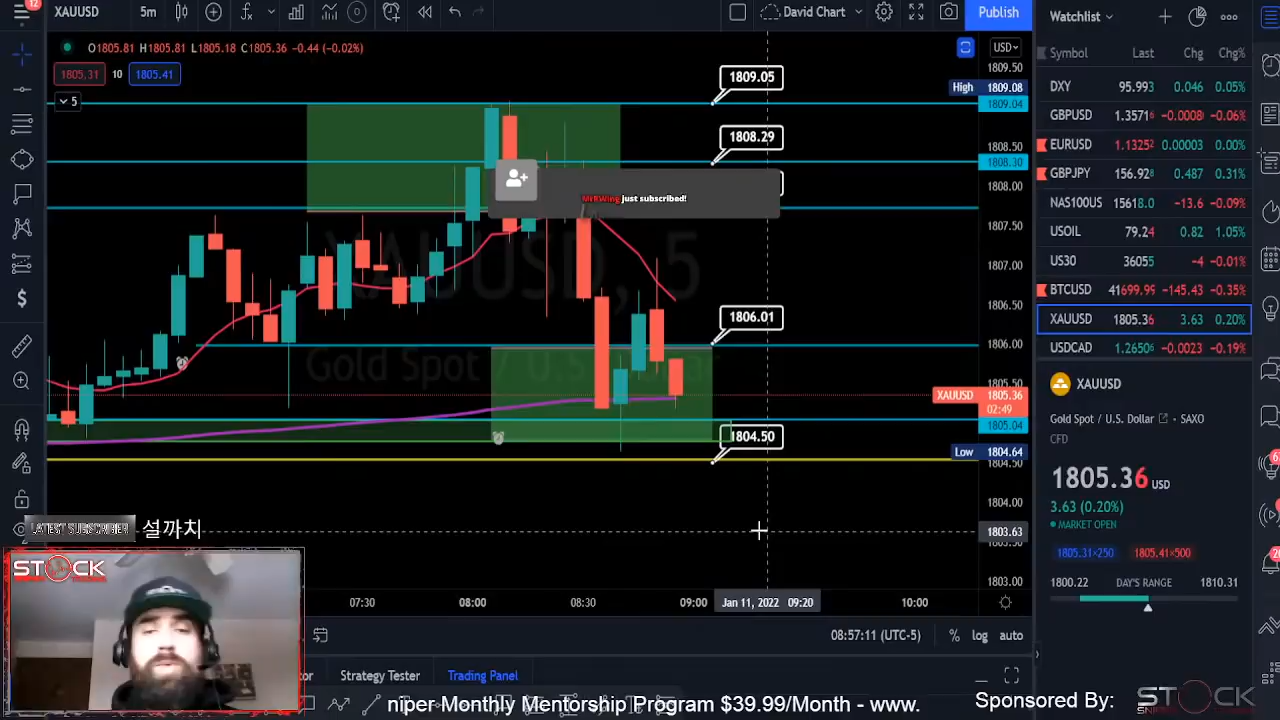 12
XAUUSD
5m
David Chart
Publish
O1805.81 H1805.81 L1805.18 C1805.36 -0.44 (-0.02%)
1805.31
10
1805.41
5
USD
1809.50
High 1809.08
1809.04
1808.50
1808.30
1808.00
1807.50
1807.00
1806.50
1806.00
1805.50
XAUUSD 1805.36
02:49
1805.04
Low 1804.64
1804.50
1804.00
1803.63
1803.50
1803.00
1809.05
1808.29
MrRWing just subscribed!
1806.01
1804.50
XAUUSD, 5
Gold Spot / U.S. Dollar
LATEST SUBSCRIBER 설까치
07:30
08:00
08:30
09:00
Jan 11, 2022 09:20
10:00
08:57:11 (UTC-5)
% log auto
Strategy Tester
Trading Panel
STOCK
niper Monthly Mentorship Program $39.99/Month - www.
Sponsored By:
STOCK
Watchlist
Symbol Last Chg Chg%
DXY 95.993 0.046 0.05%
GBPUSD 1.35716 -0.00080 -0.06%
EURUSD 1.13252 0.00003 0.00%
GBPJPY 156.928 0.487 0.31%
NAS100US 15618.0 -13.6 -0.09%
USOIL 79.24 0.82 1.05%
US30 36055 -4 -0.01%
BTCUSD 41699.99 -145.43 -0.35%
XAUUSD 1805.36 3.63 0.20%
USDCAD 1.26506 -0.0023 -0.19%
XAUUSD
Gold Spot / U.S. Dollar · SAXO
CFD
1805.36 USD
3.63 (0.20%)
MARKET OPEN
1805.31×250
1805.41×500
1800.22 DAY'S RANGE 1810.31